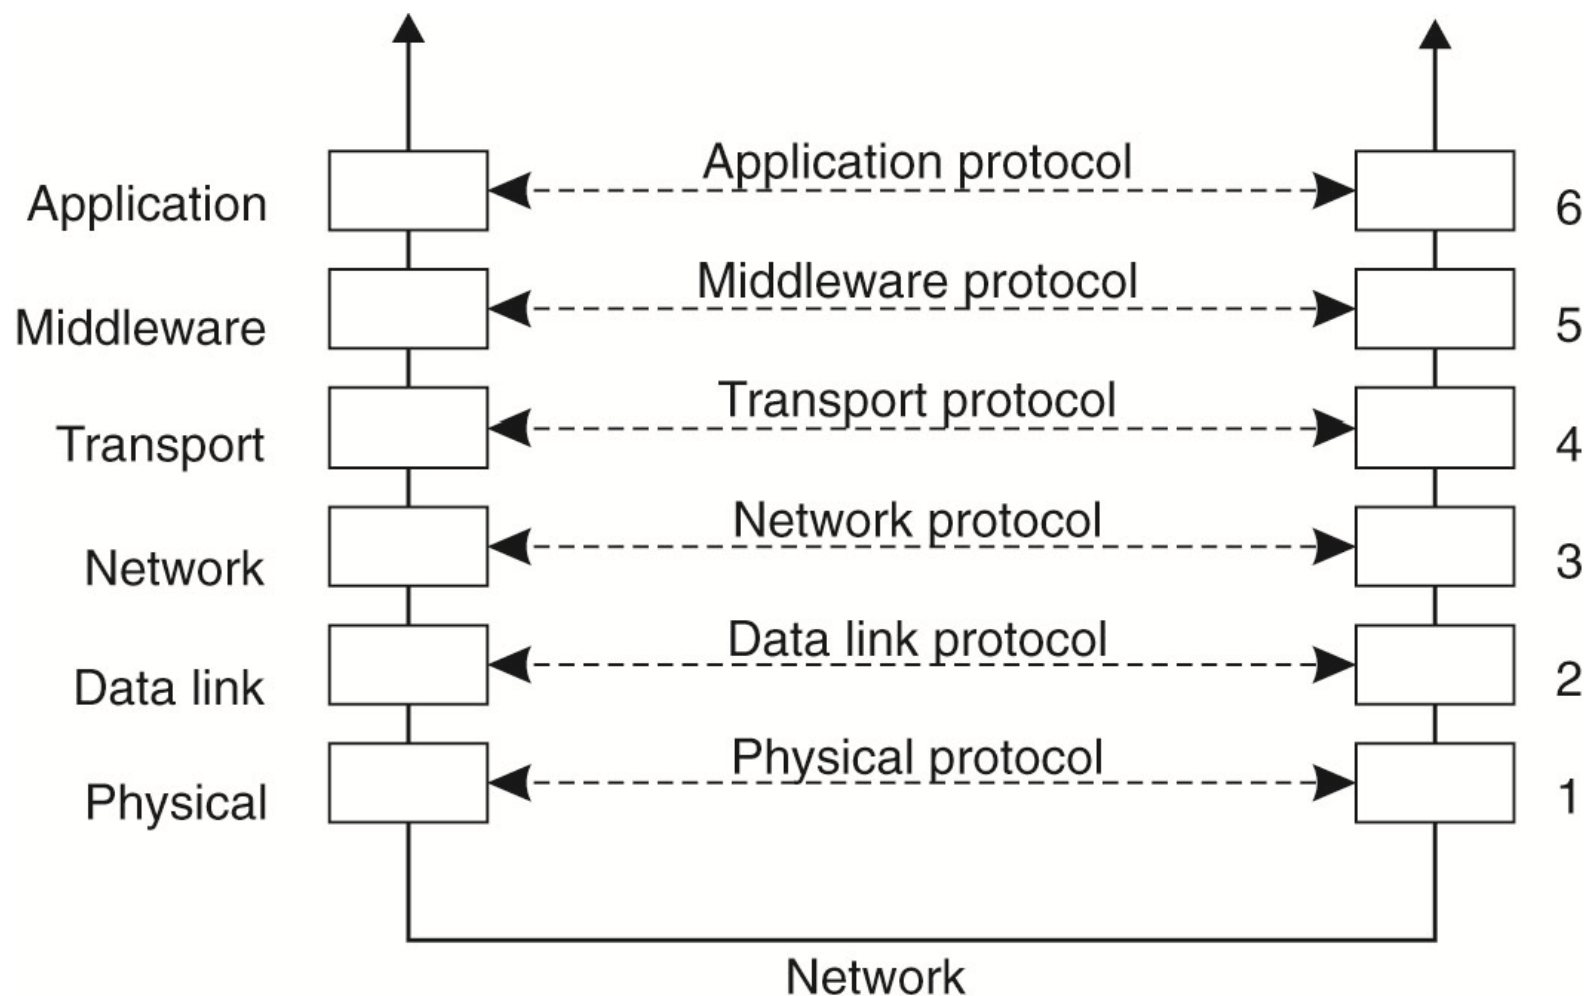 Application protocol
Application 6
Middleware protocol
Middleware 5
Transport protocol
Transport 4
Network protocol
Network 3
Data link protocol
Data link 2
Physical protocol
Physical 1
Network